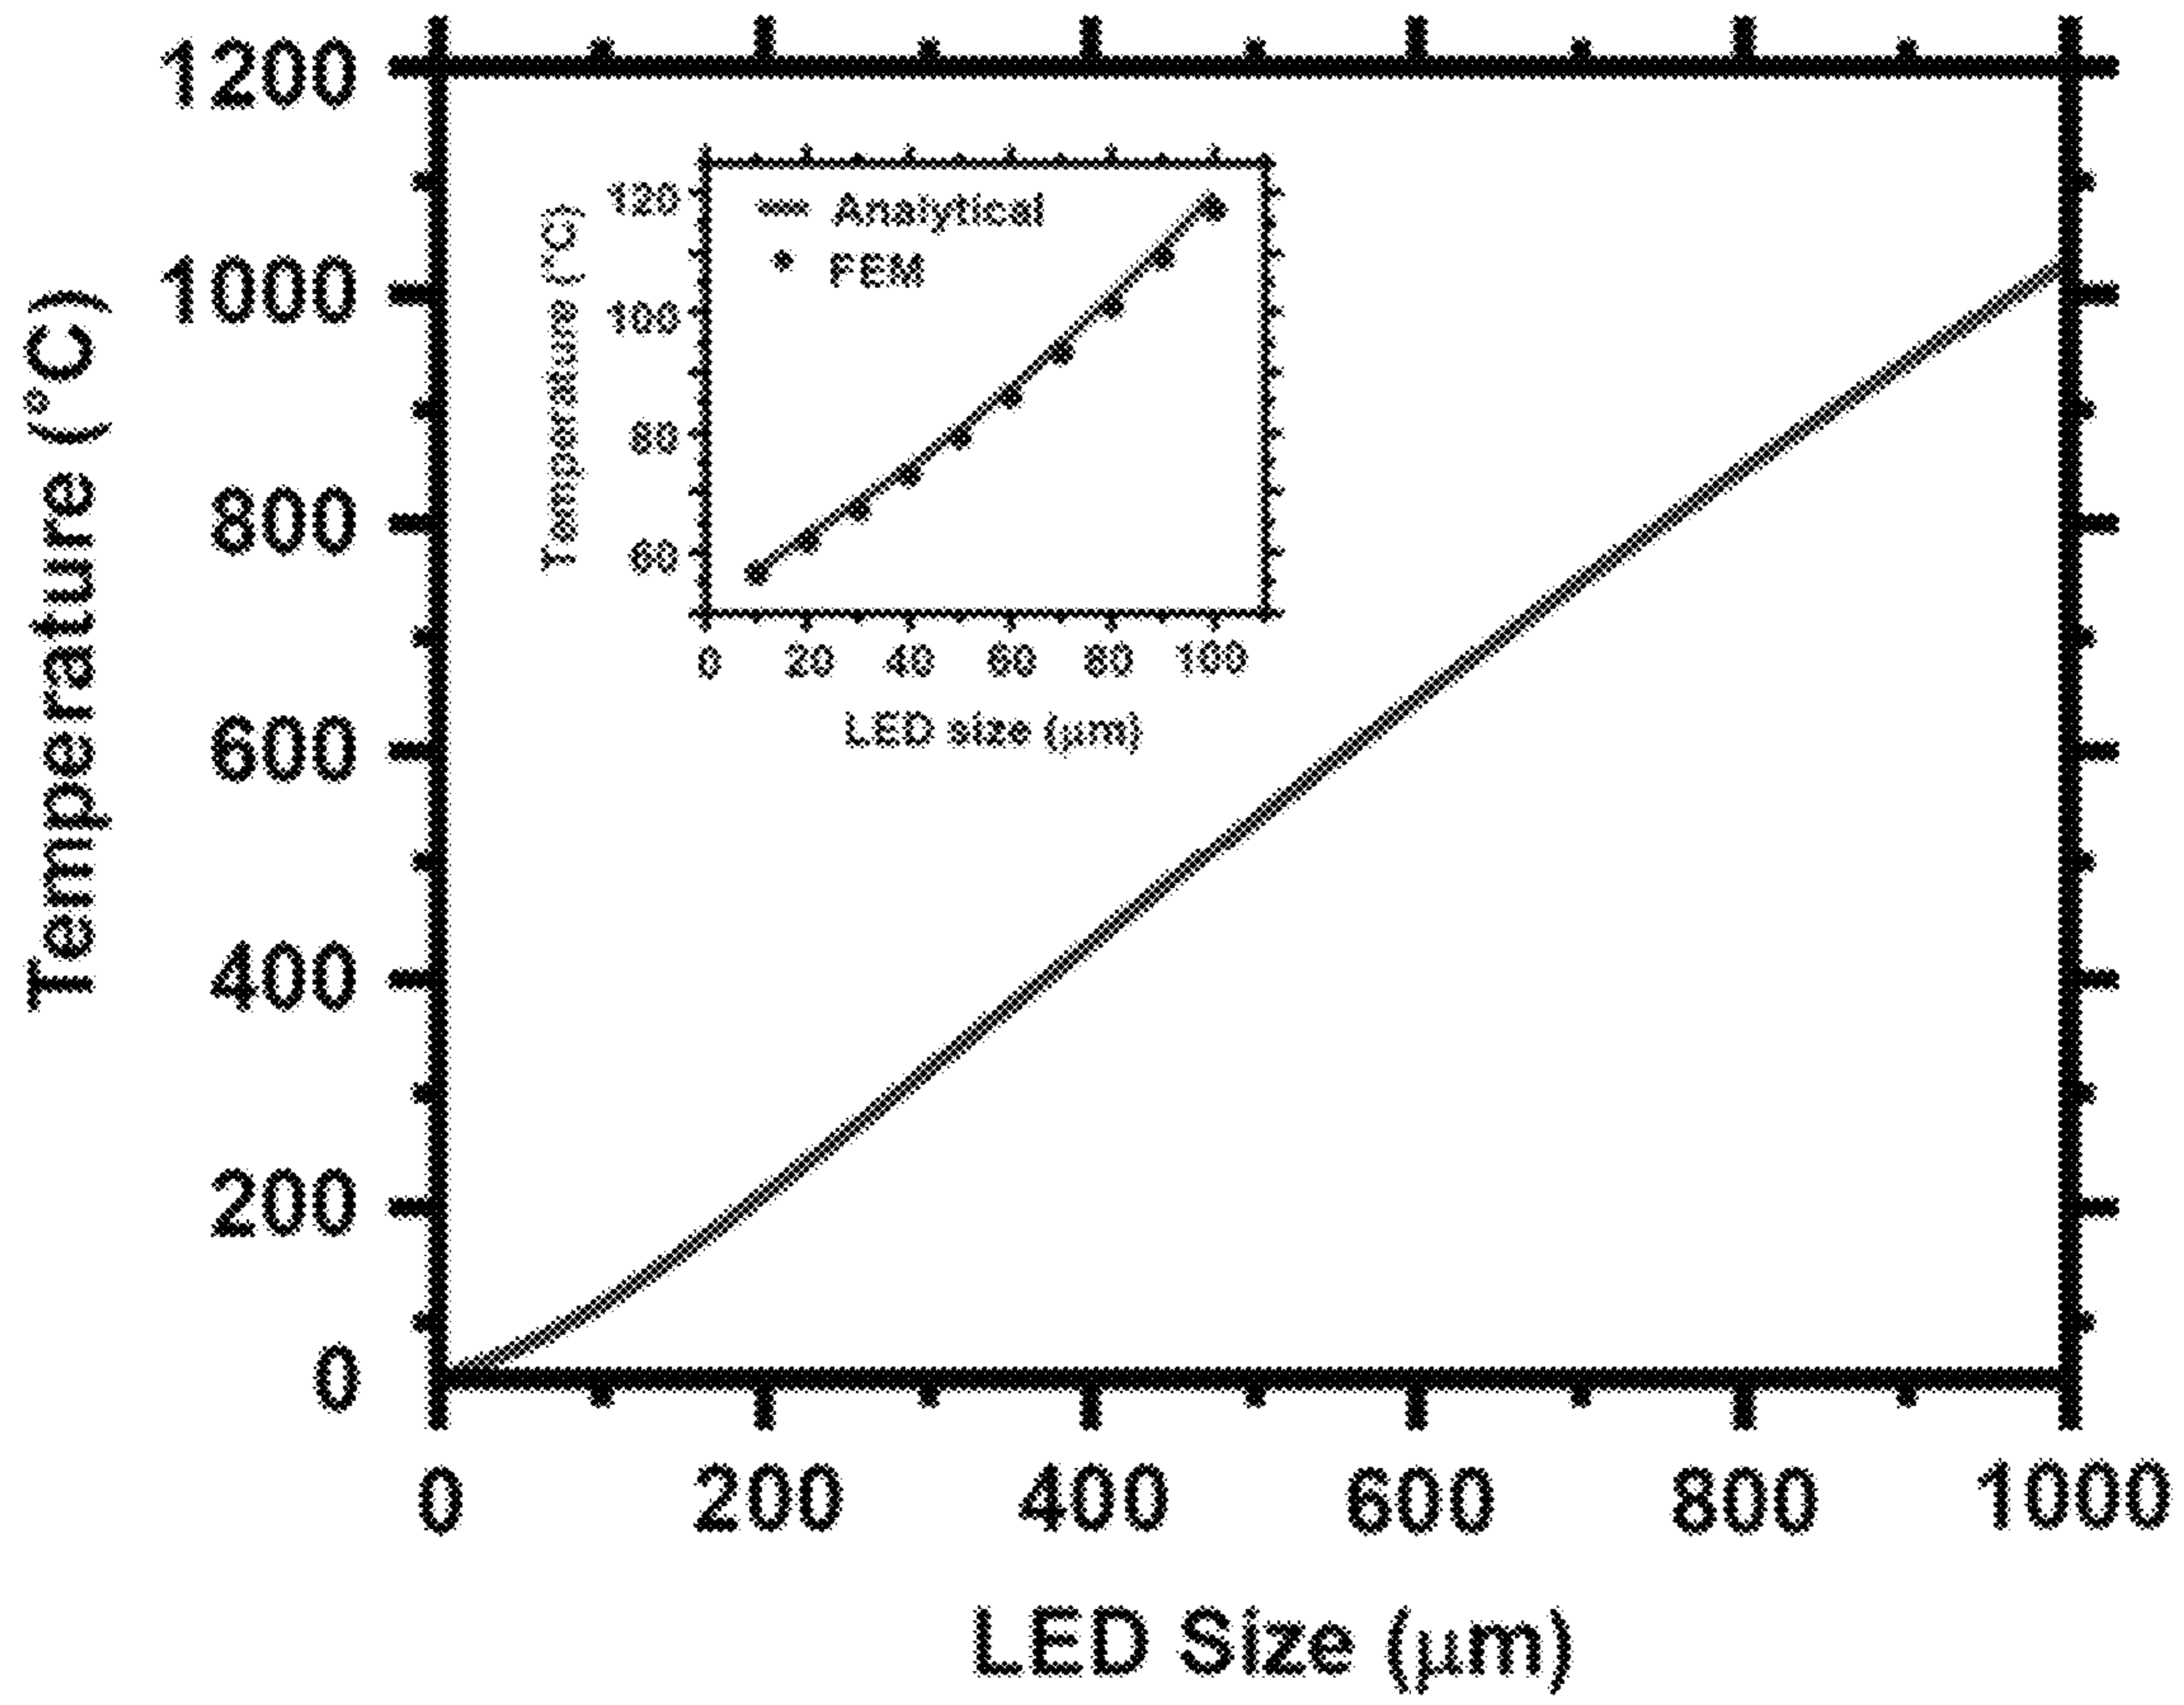 1200
1000
800
600
400
200
0
Temperature (°C)
0 200 400 600 800 1000
LED Size (μm)
120
100
80
60
Temperature (°C)
Analytical
FEM
0 20 40 60 80 100
LED size (μm)